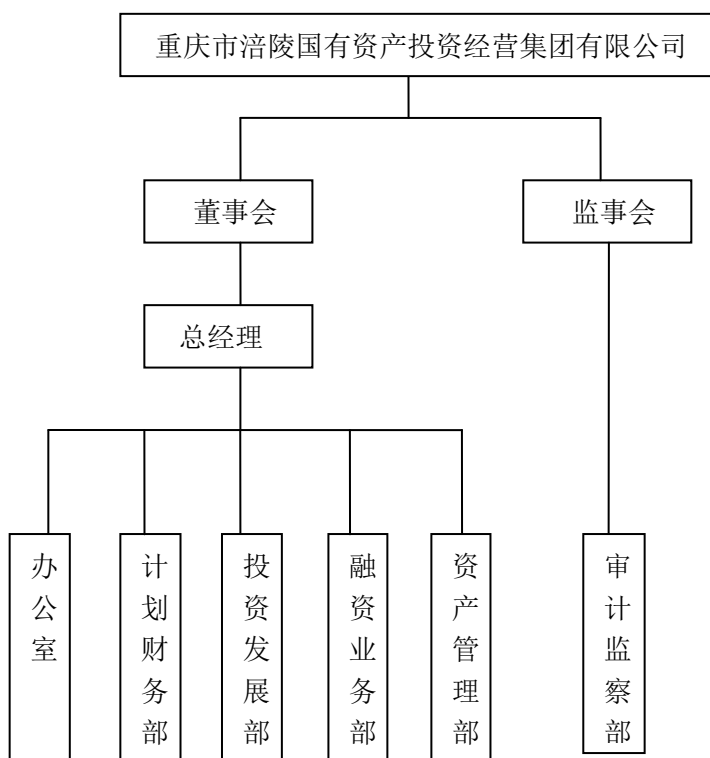 重庆市涪陵国有资产投资经营集团有限公司
董事会
监事会
总经理
办公室
计划财务部
投资发展部
融资业务部
资产管理部
审计监察部